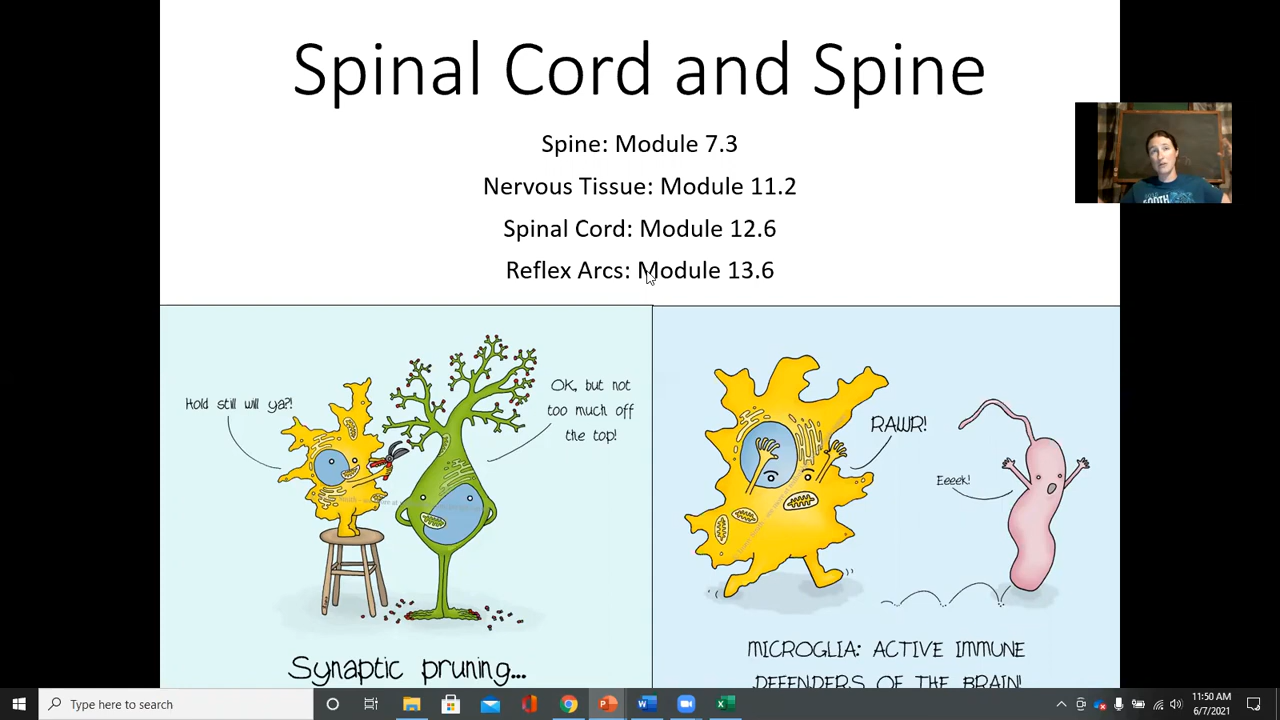 Spinal Cord and Spine
Spine: Module 7.3
Nervous Tissue: Module 11.2
Spinal Cord: Module 12.6
Reflex Arcs: Module 13.6
Hold still will ya?!
OK, but not
too much off
the top!
RAWR!
Eeeek!
Synaptic pruning...
MICROGLIA: ACTIVE IMMUNE
DEFENDERS OF THE BRAIN!
Type here to search
11:50 AM
6/7/2021